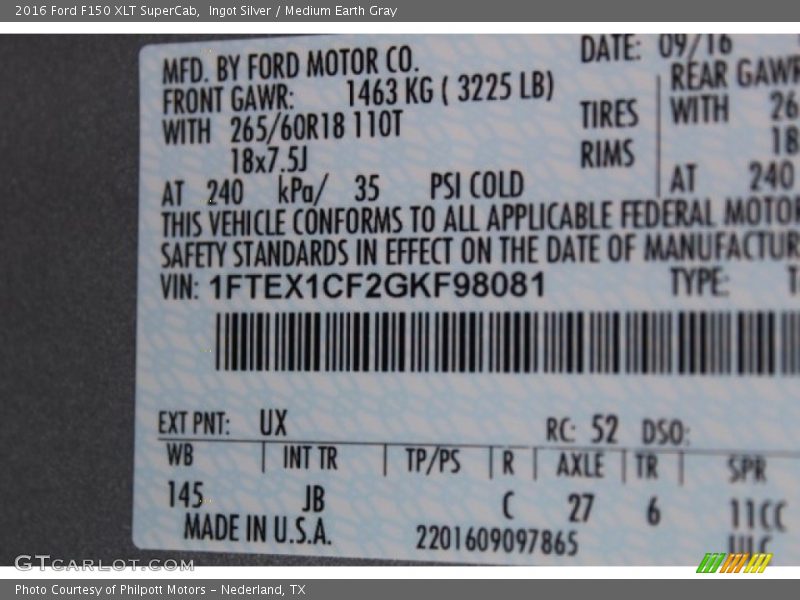 2016 Ford F150 XLT SuperCab,  Ingot Silver / Medium Earth Gray
MFD. BY FORD MOTOR CO. DATE: 09/16
FRONT GAWR: 1463 KG ( 3225 LB) REAR GAWR
WITH 265/60R18 110T TIRES WITH 26
18x7.5J RIMS 18
AT 240 kPa/ 35 PSI COLD AT 240
THIS VEHICLE CONFORMS TO ALL APPLICABLE FEDERAL MOTOR
SAFETY STANDARDS IN EFFECT ON THE DATE OF MANUFACTUR
VIN: 1FTEX1CF2GKF98081 TYPE: T
EXT PNT: UX RC: 52 DSO:
WB INT TR TP/PS R AXLE TR SPR
145 JB C 27 6 11CC
MADE IN U.S.A. 2201609097865
GTcarlot.com
Photo Courtesy of Philpott Motors – Nederland, TX